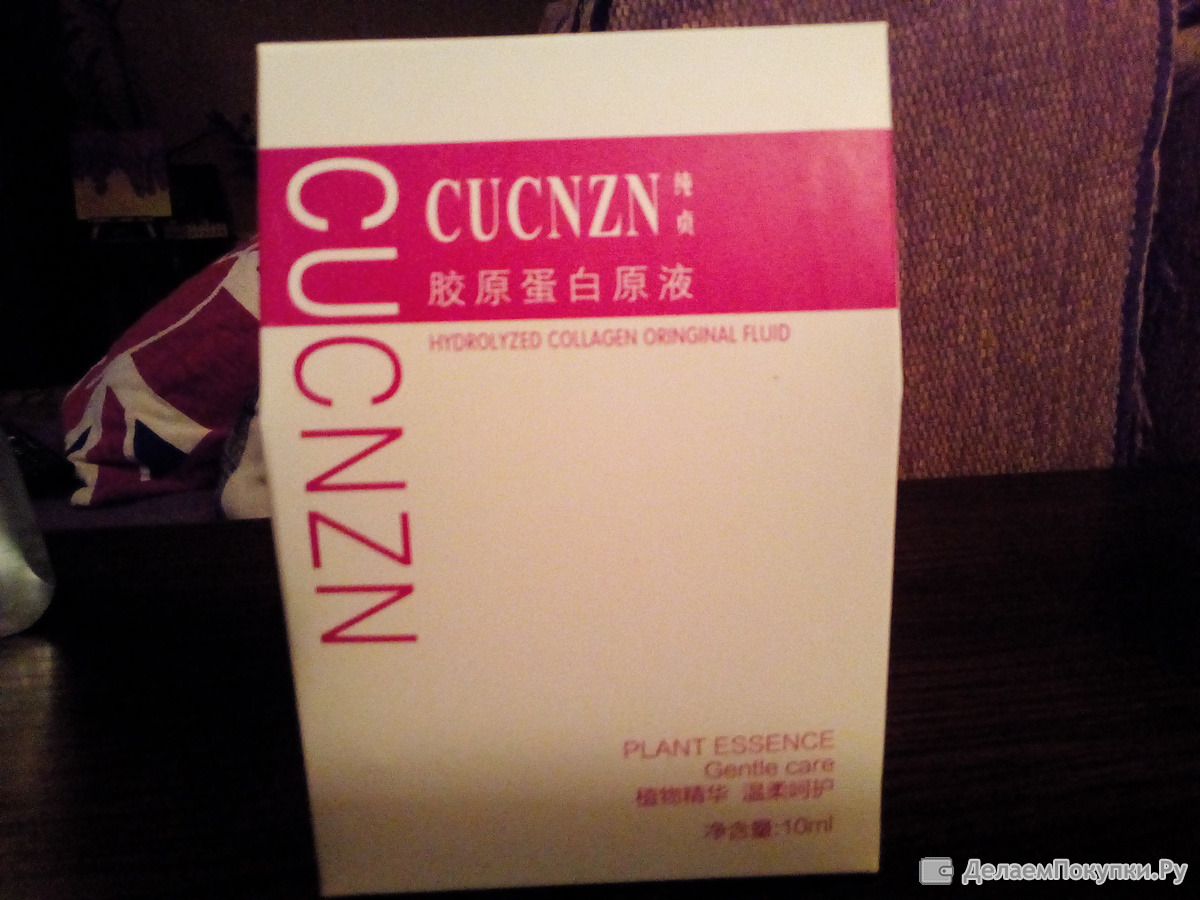 CUCNZN
CUCNZN 纯贞
胶原蛋白原液
HYDROLYZED COLLAGEN ORINGINAL FLUID
PLANT ESSENCE
Gentle care
植物精华 温柔呵护
净含量:10ml
ДелаемПокупки.Ру